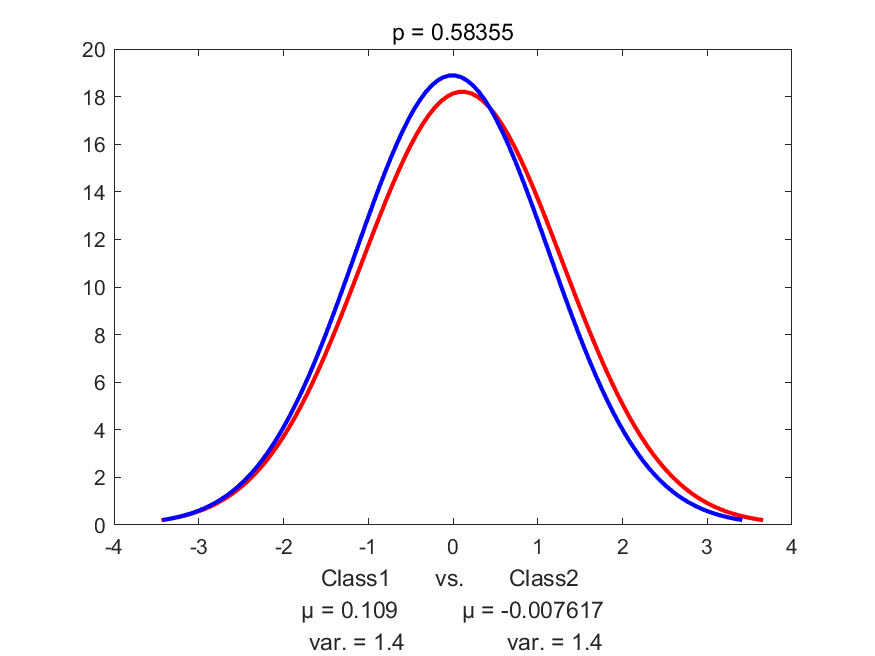 p = 0.58355
20
18
16
14
12
10
8
6
4
2
0
-4 -3 -2 -1 0 1 2 3 4
Class1 vs. Class2
μ = 0.109 μ = -0.007617
var. = 1.4 var. = 1.4